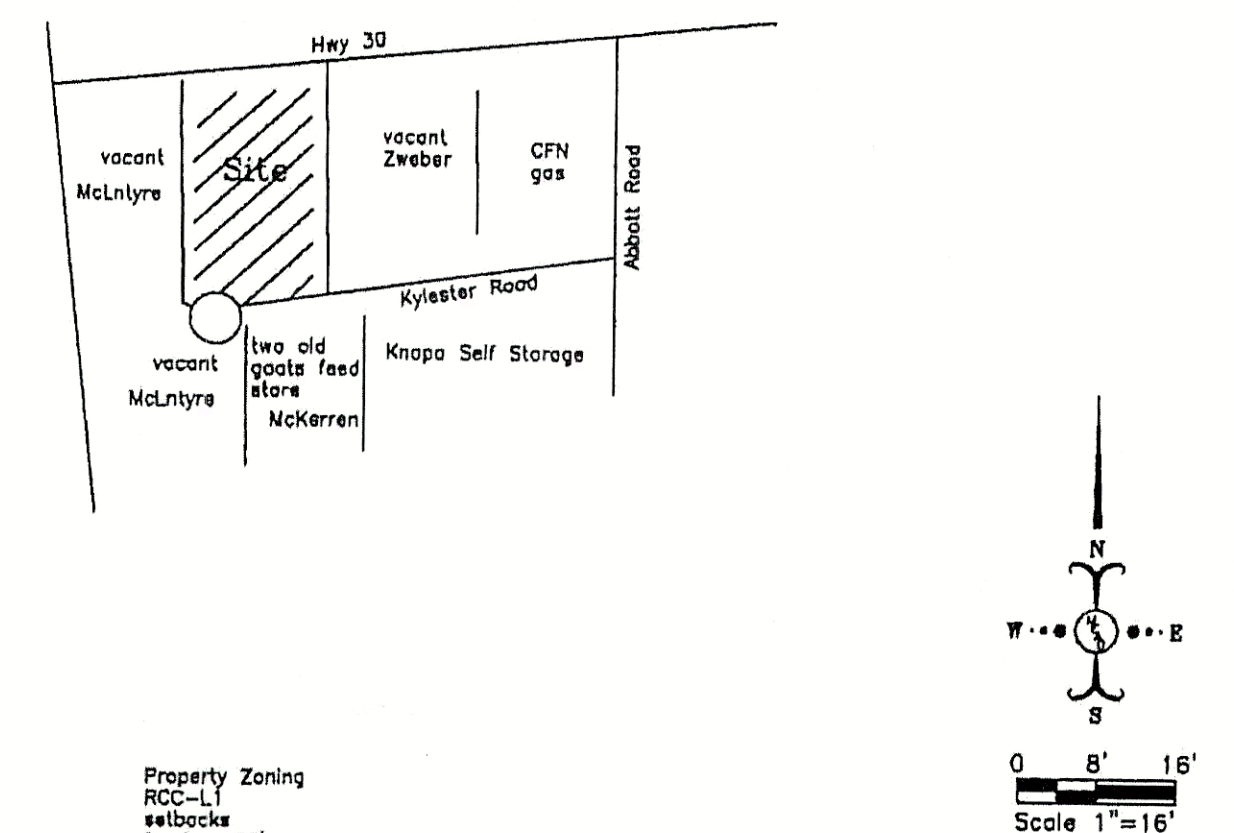 Hwy 30
vacant
McLntyre
Site
vacant
Zweber
CFN
gas
Abbott Road
Kylester Road
vacant
McLntyre
two old
goats feed
store
McKerren
Knapa Self Storage
N
W
E
S
0 8' 16'
Scale 1"=16'
Property Zoning
RCC-L1
setbacks